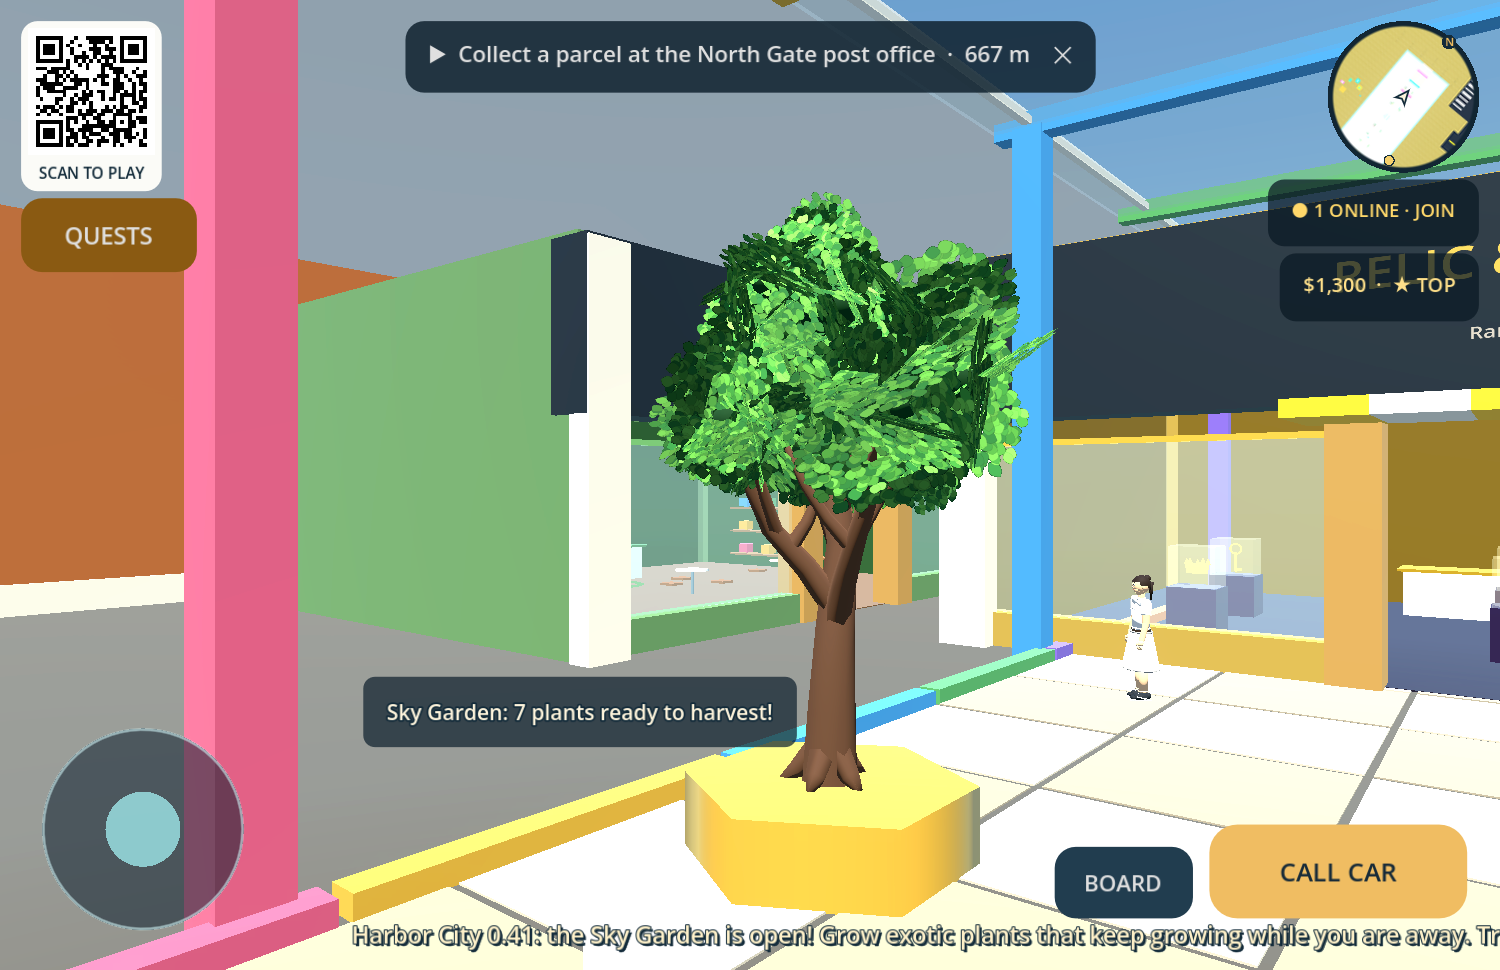 ▶ Collect a parcel at the North Gate post office · 667 m
SCAN TO PLAY
QUESTS
N
1 ONLINE · JOIN
RELIC &
$1,300 · ★ TOP
Sky Garden: 7 plants ready to harvest!
BOARD
CALL CAR
Harbor City 0.41: the Sky Garden is open! Grow exotic plants that keep growing while you are away.